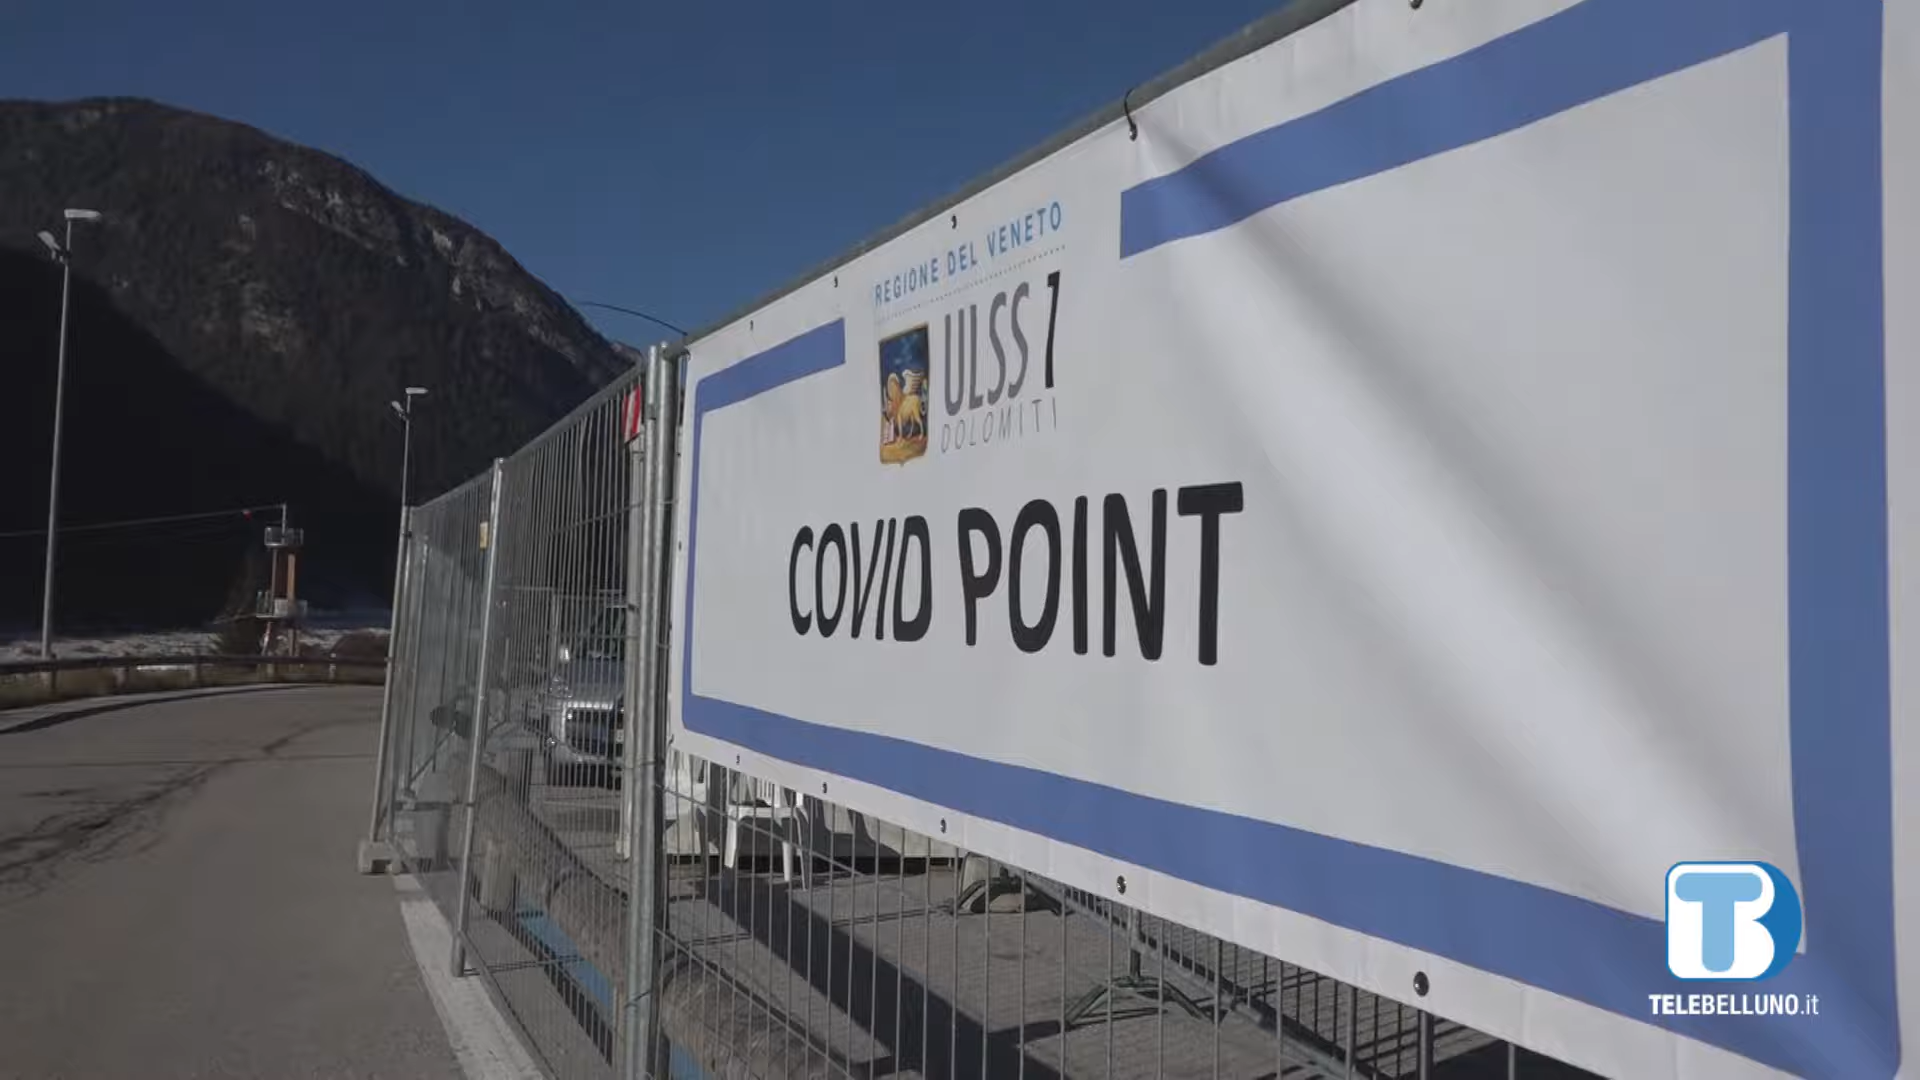 REGIONE DEL VENETO
ULSS 1
DOLOMITI
COVID POINT
TELEBELLUNO.it